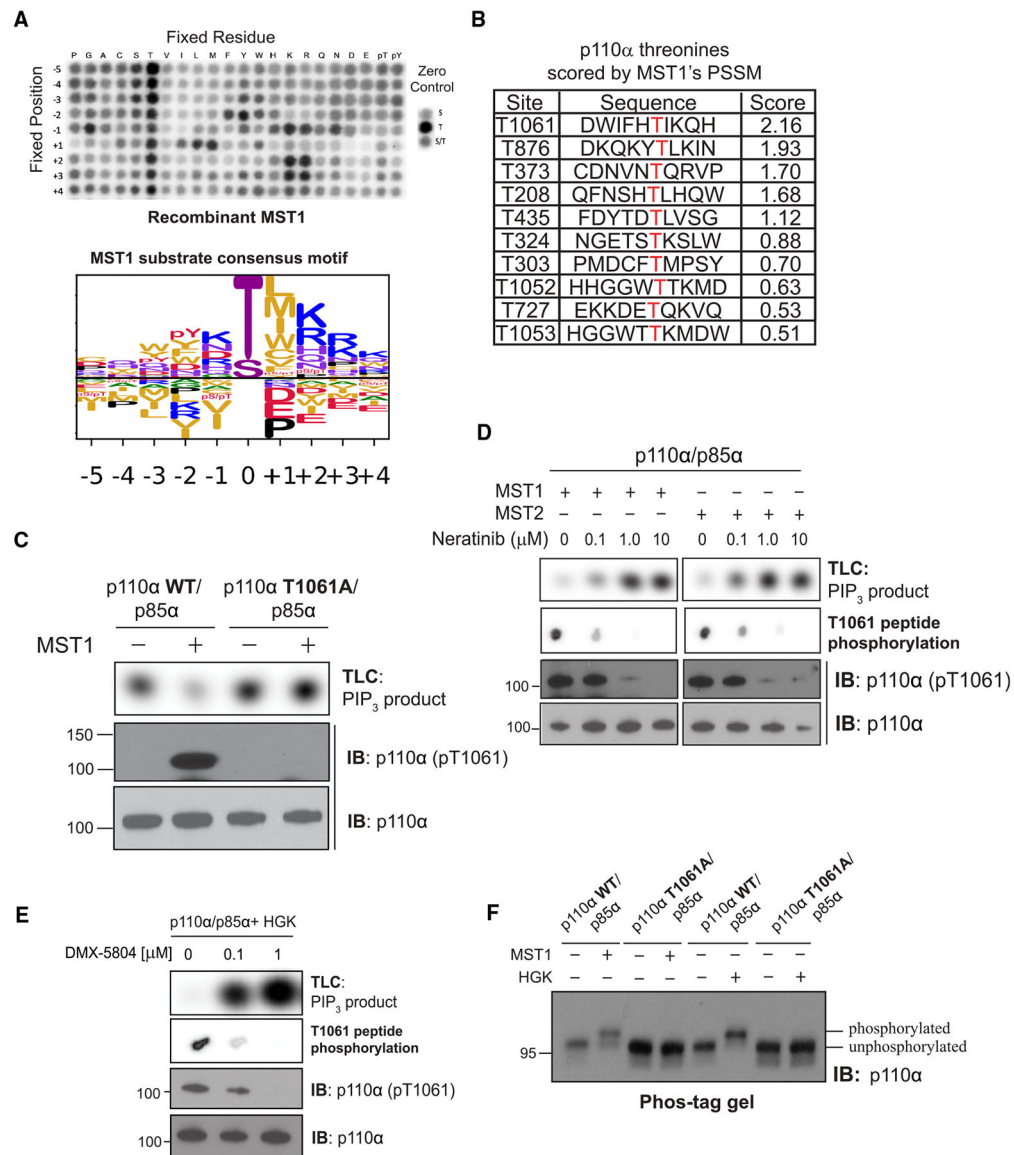 A
Fixed Residue
P G A C S T V I L M F Y W H K R Q N D E pT pY
Zero
Control
Fixed Position
-5
-4
-3
-2
-1
+1
+2
+3
+4
S
T
S/T
Recombinant MST1
MST1 substrate consensus motif
-5 -4 -3 -2 -1 0 +1 +2 +3 +4
B
p110α threonines
scored by MST1's PSSM
Site Sequence Score
T1061 DWIFHTIKQH 2.16
T876 DKQKYTLKIN 1.93
T373 CDNVNTQRVP 1.70
T208 QFNSHTLHQW 1.68
T435 FDYTDTLVSG 1.12
T324 NGETSTKSLW 0.88
T303 PMDCFTMPSY 0.70
T1052 HHGGWTTKMD 0.63
T727 EKKDETQKVQ 0.53
T1053 HGGWTTKMDW 0.51
C
p110α WT/
p85α
p110α T1061A/
p85α
MST1 − + − +
TLC:
PIP3 product
150
100
IB: p110α (pT1061)
100
IB: p110α
D
p110α/p85α
MST1 + + + + − − − −
MST2 − − − − + + + +
Neratinib (μM) 0 0.1 1.0 10 0 0.1 1.0 10
TLC:
PIP3 product
T1061 peptide
phosphorylation
100
IB: p110α (pT1061)
100
IB: p110α
E
p110α/p85α+ HGK
DMX-5804 [μM] 0 0.1 1
TLC:
PIP3 product
T1061 peptide
phosphorylation
100
IB: p110α (pT1061)
100
IB: p110α
F
p110α WT/
p85α
p110α T1061A/
p85α
p110α WT/
p85α
p110α T1061A/
p85α
MST1 − + − + − − − −
HGK − − − − − + − +
95
phosphorylated
unphosphorylated
IB: p110α
Phos-tag gel